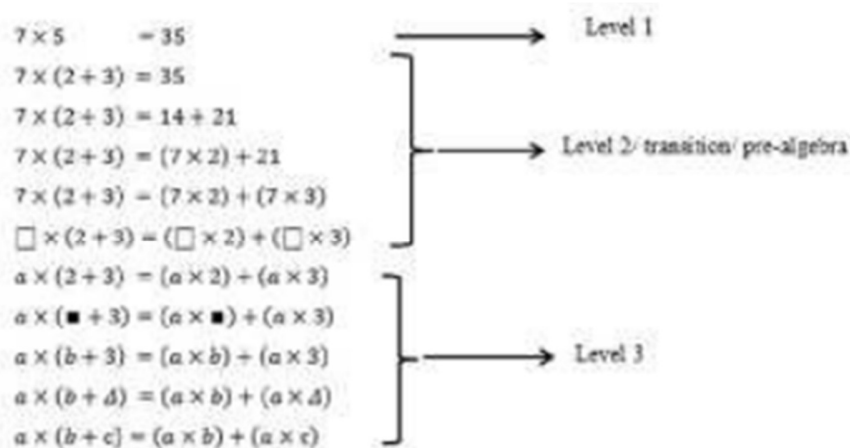 7 × 5 = 35
Level 1
7 × (2 + 3) = 35
7 × (2 + 3) = 14 + 21
7 × (2 + 3) = (7 × 2) + 21
Level 2/ transition/ pre-algebra
7 × (2 + 3) = (7 × 2) + (7 × 3)
□ × (2 + 3) = (□ × 2) + (□ × 3)
a × (2 + 3) = (a × 2) + (a × 3)
a × (■ + 3) = (a × ■) + (a × 3)
a × (b + 3) = (a × b) + (a × 3)
Level 3
a × (b + Δ) = (a × b) + (a × Δ)
a × (b + c) = (a × b) + (a × c)